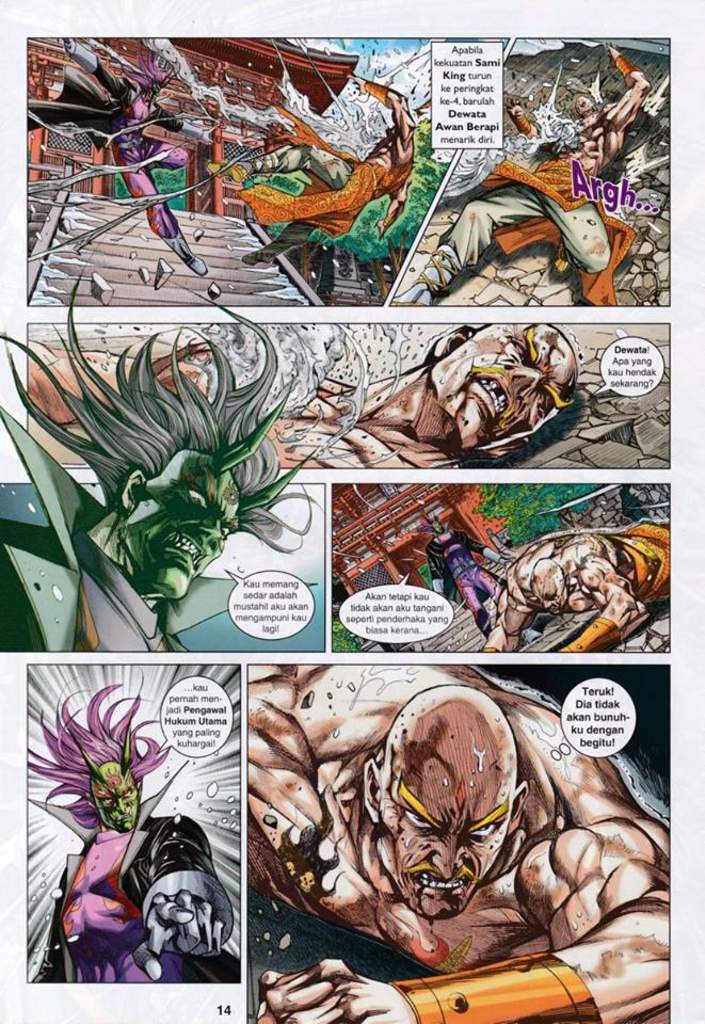 Apabila
kekuatan Sami
King turun
ke peringkat
ke-4, barulah
Dewata
Awan Berapi
menarik diri.
Argh...
Dewata!
Apa yang
kau hendak
sekarang?
Kau memang
sedar adalah
mustahil aku akan
mengampuni kau
lagi!
Akan tetapi
tidak akan aku tangani
seperti penderhaka yang
biasa kerana...
...kau
pernah men-
jadi Pengawal
Hukum Utama
yang paling
kuhargai!
Teruk!
Dia tidak
akan bunuh-
ku dengan
begitu!
14